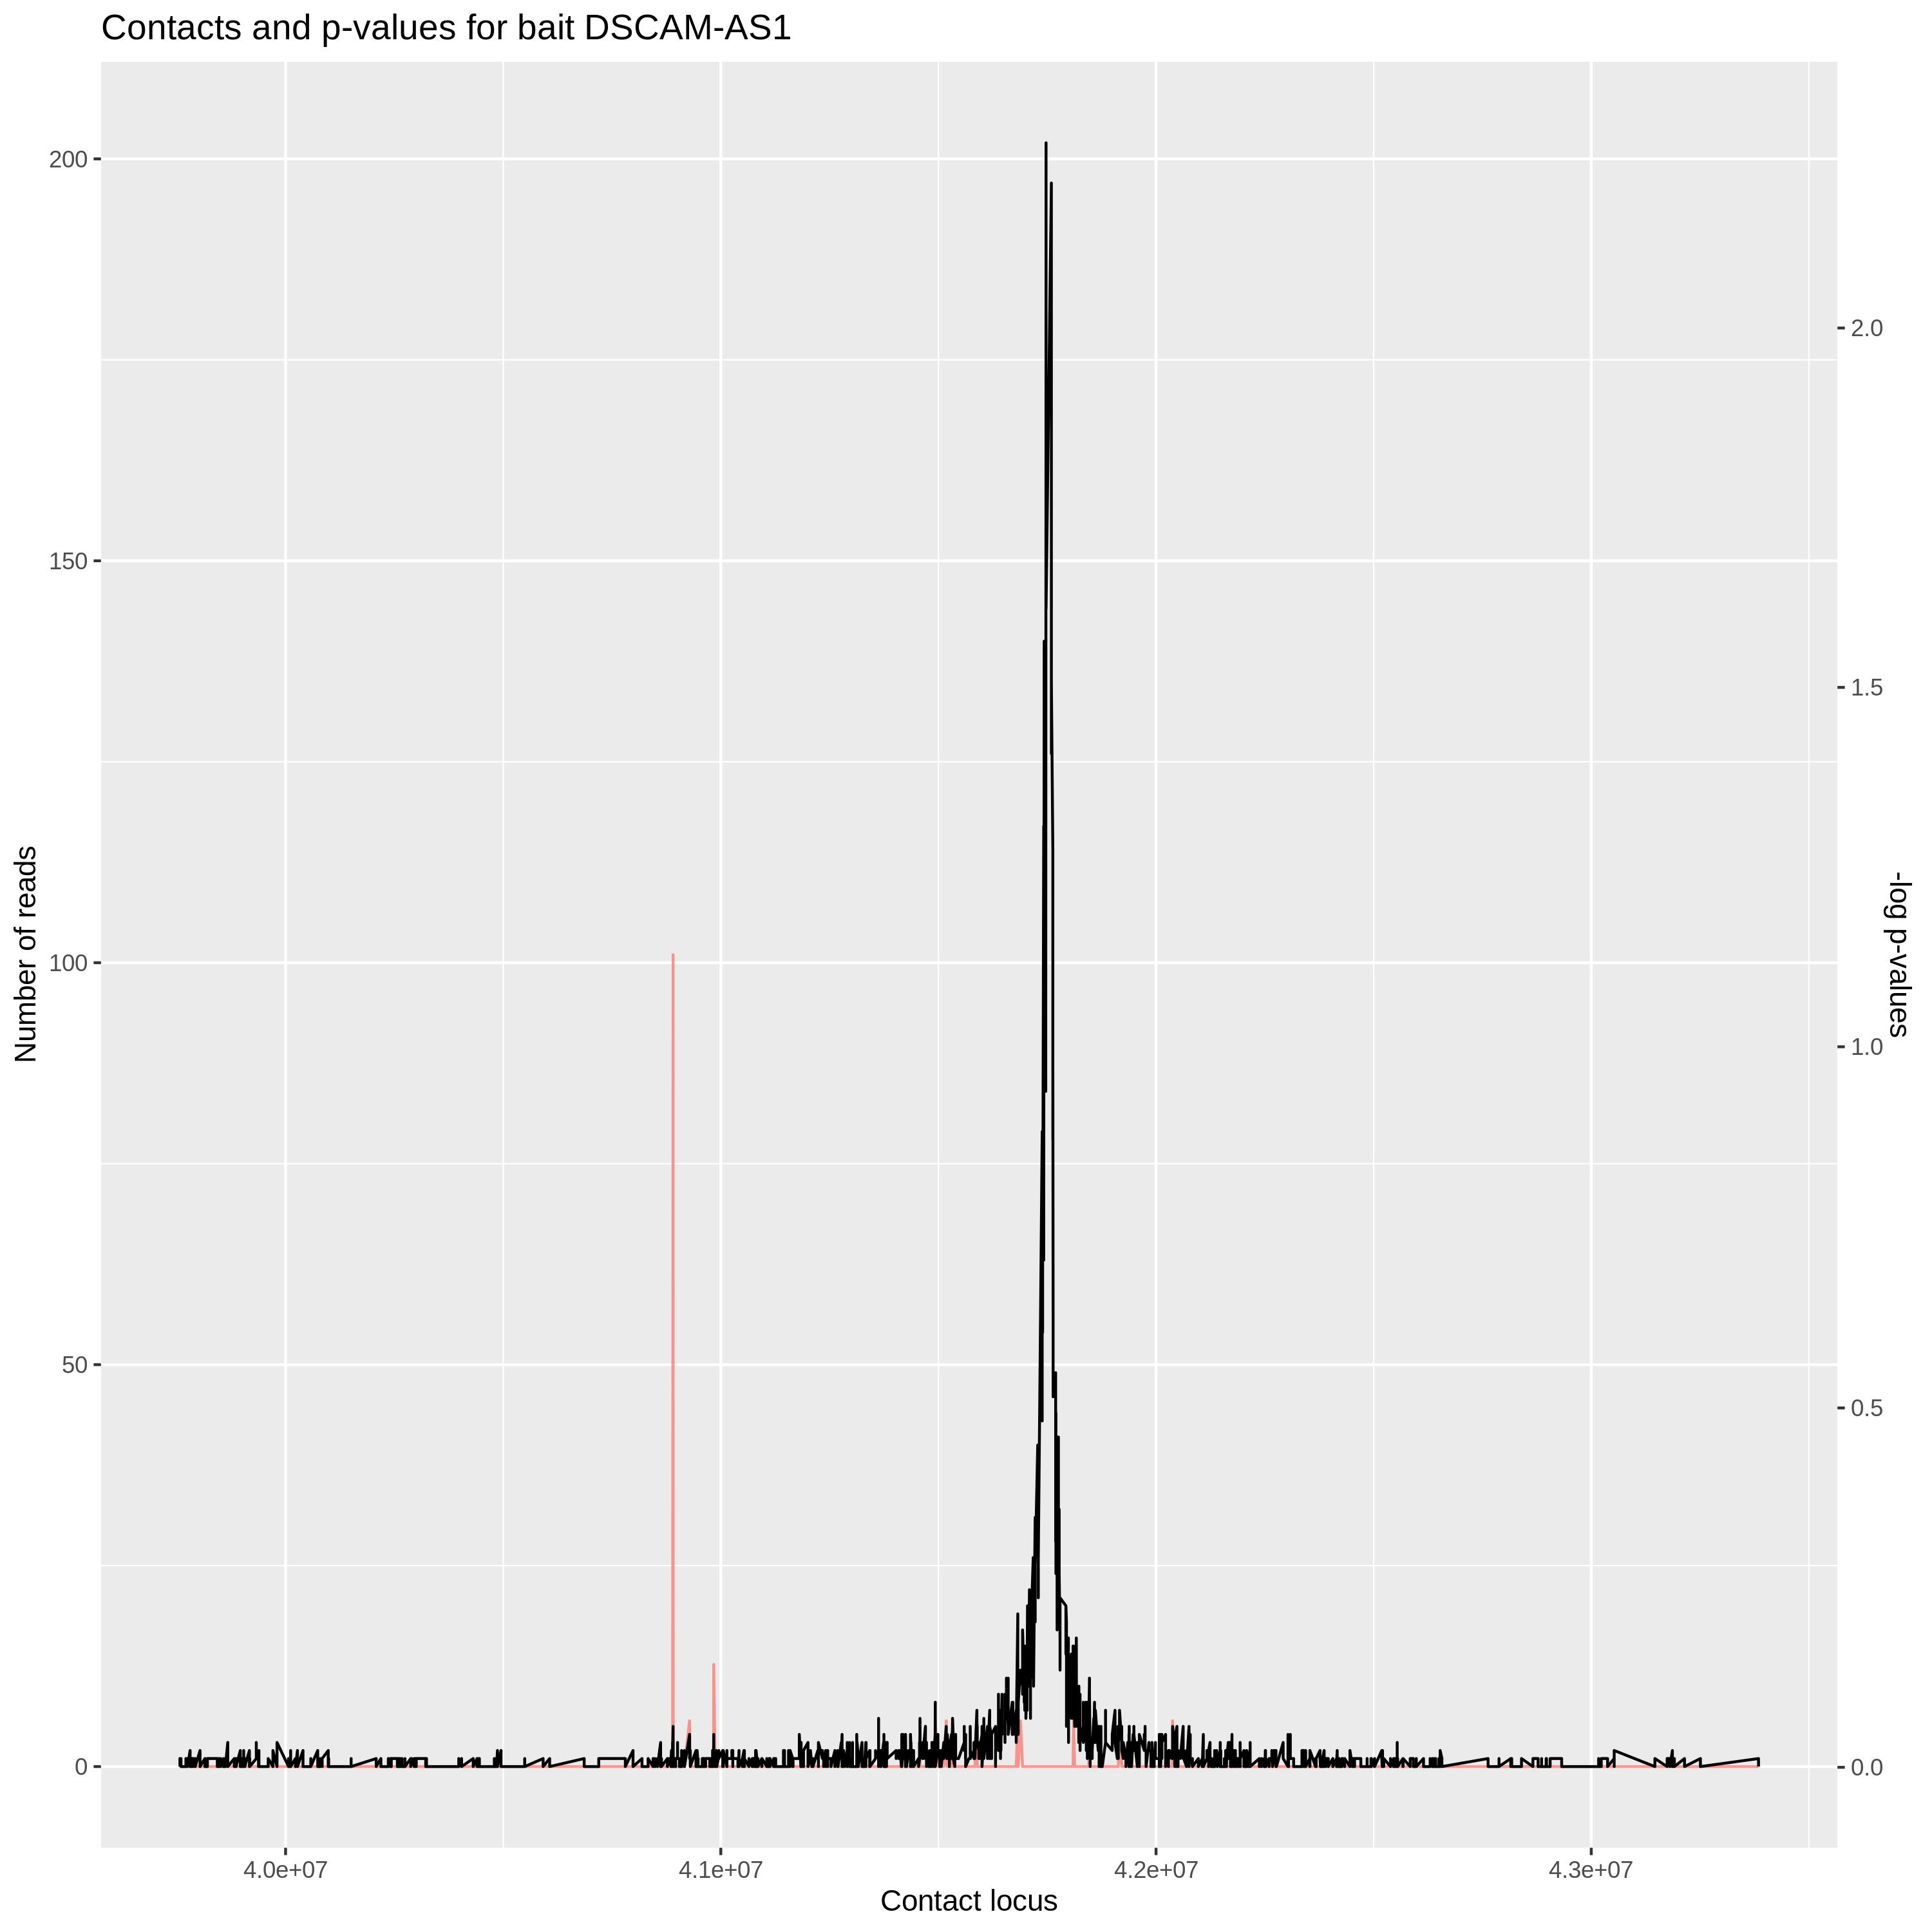 Contacts and p-values for bait DSCAM-AS1
200
150
100
50
0
Number of reads
2.0
1.5
1.0
0.5
0.0
-log p-values
4.0e+07
4.1e+07
4.2e+07
4.3e+07
Contact locus